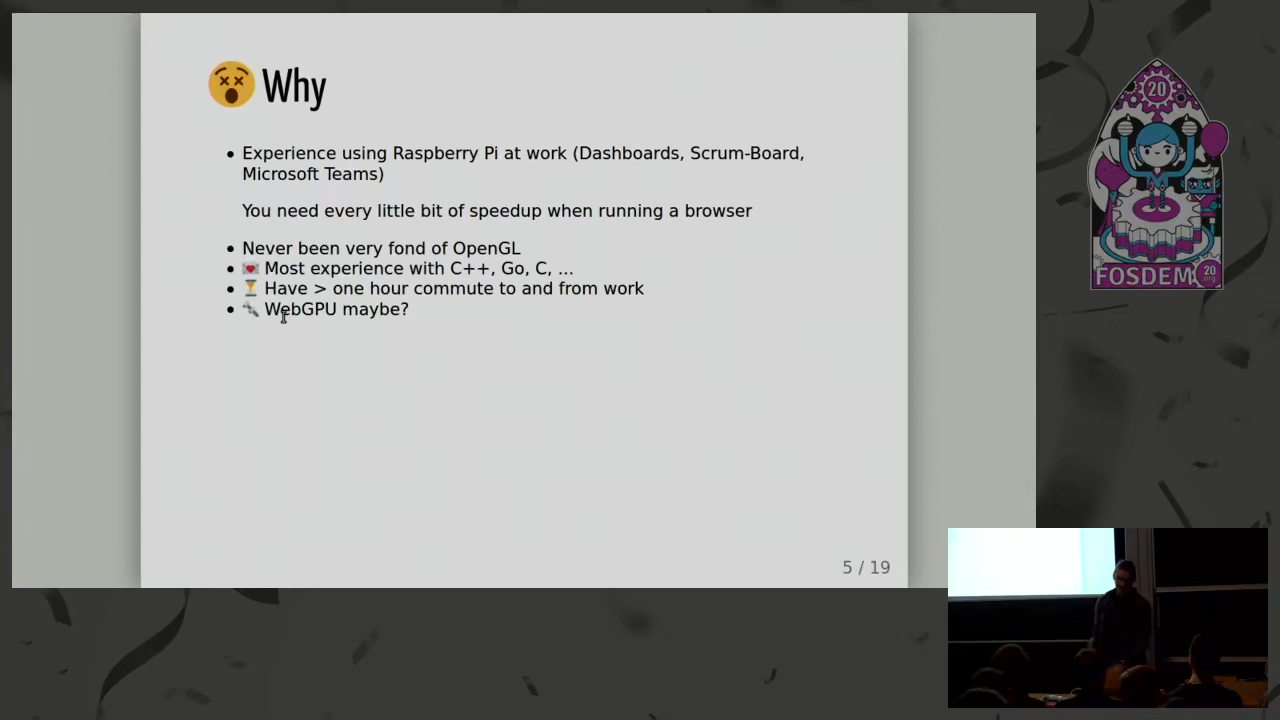 😵 Why
• Experience using Raspberry Pi at work (Dashboards, Scrum-Board,
Microsoft Teams)
You need every little bit of speedup when running a browser
• Never been very fond of OpenGL
• 💌 Most experience with C++, Go, C, ...
• ⏳ Have > one hour commute to and from work
• 🛰 WebGPU maybe?
5 / 19
20
FOSDEM
20
.org